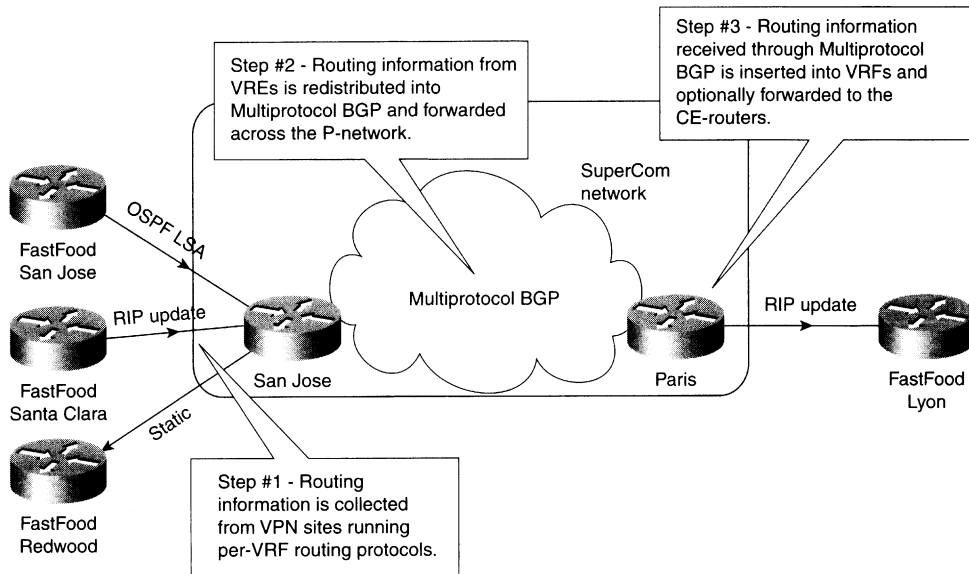 Step #2 - Routing information from
VREs is redistributed into
Multiprotocol BGP and forwarded
across the P-network.
Step #3 - Routing information
received through Multiprotocol
BGP is inserted into VRFs and
optionally forwarded to the
CE-routers.
SuperCom
network
OSPF LSA
FastFood
San Jose
RIP update
Multiprotocol BGP
RIP update
San Jose
Paris
FastFood
Santa Clara
FastFood
Lyon
Static
Step #1 - Routing
information is collected
from VPN sites running
per-VRF routing protocols.
FastFood
Redwood